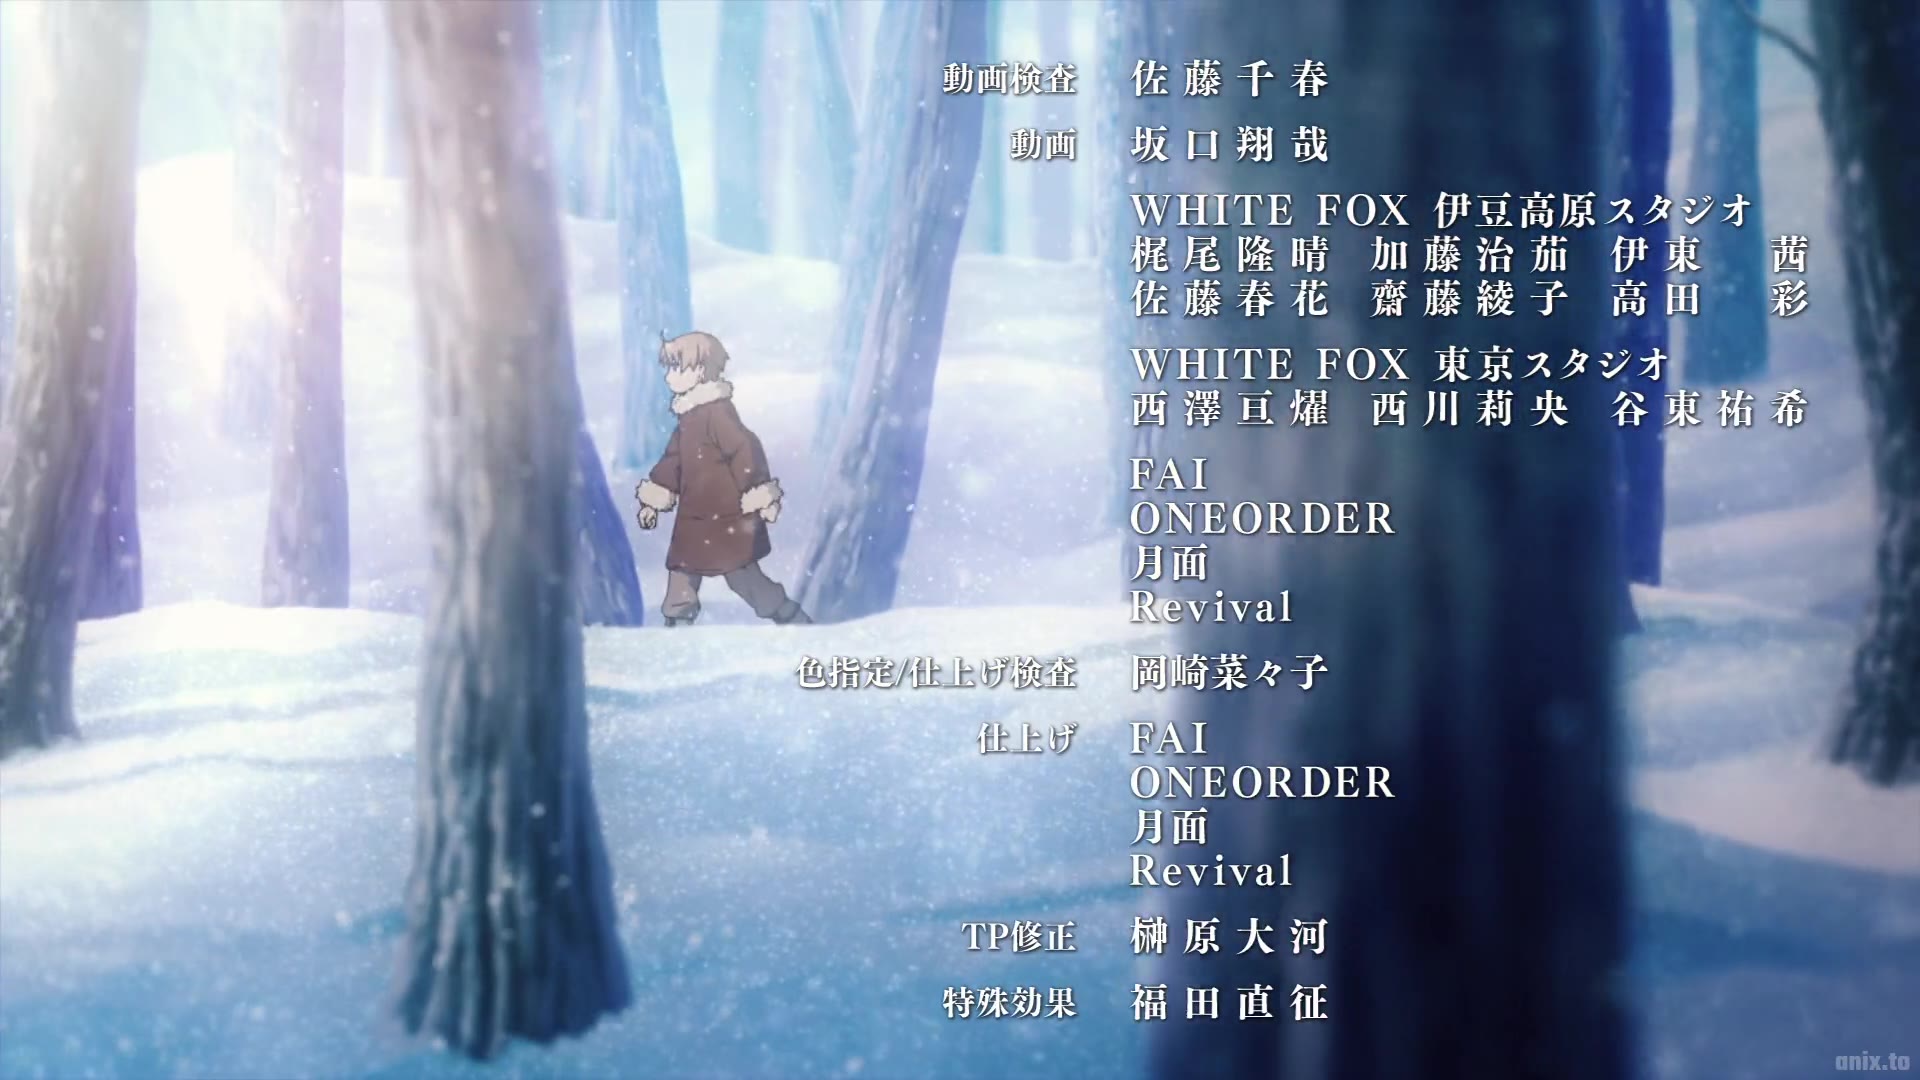 動画検査 佐藤千春
動画 坂口翔哉
WHITE FOX 伊豆高原スタジオ
梶尾隆晴 加藤治茄 伊東 茜
佐藤春花 齋藤綾子 高田 彩
WHITE FOX 東京スタジオ
西澤亘燿 西川莉央 谷東祐希
FAI
ONEORDER
月面
Revival
色指定/仕上げ検査 岡崎菜々子
仕上げ FAI
ONEORDER
月面
Revival
TP修正 榊原大河
特殊効果 福田直征
anix.to